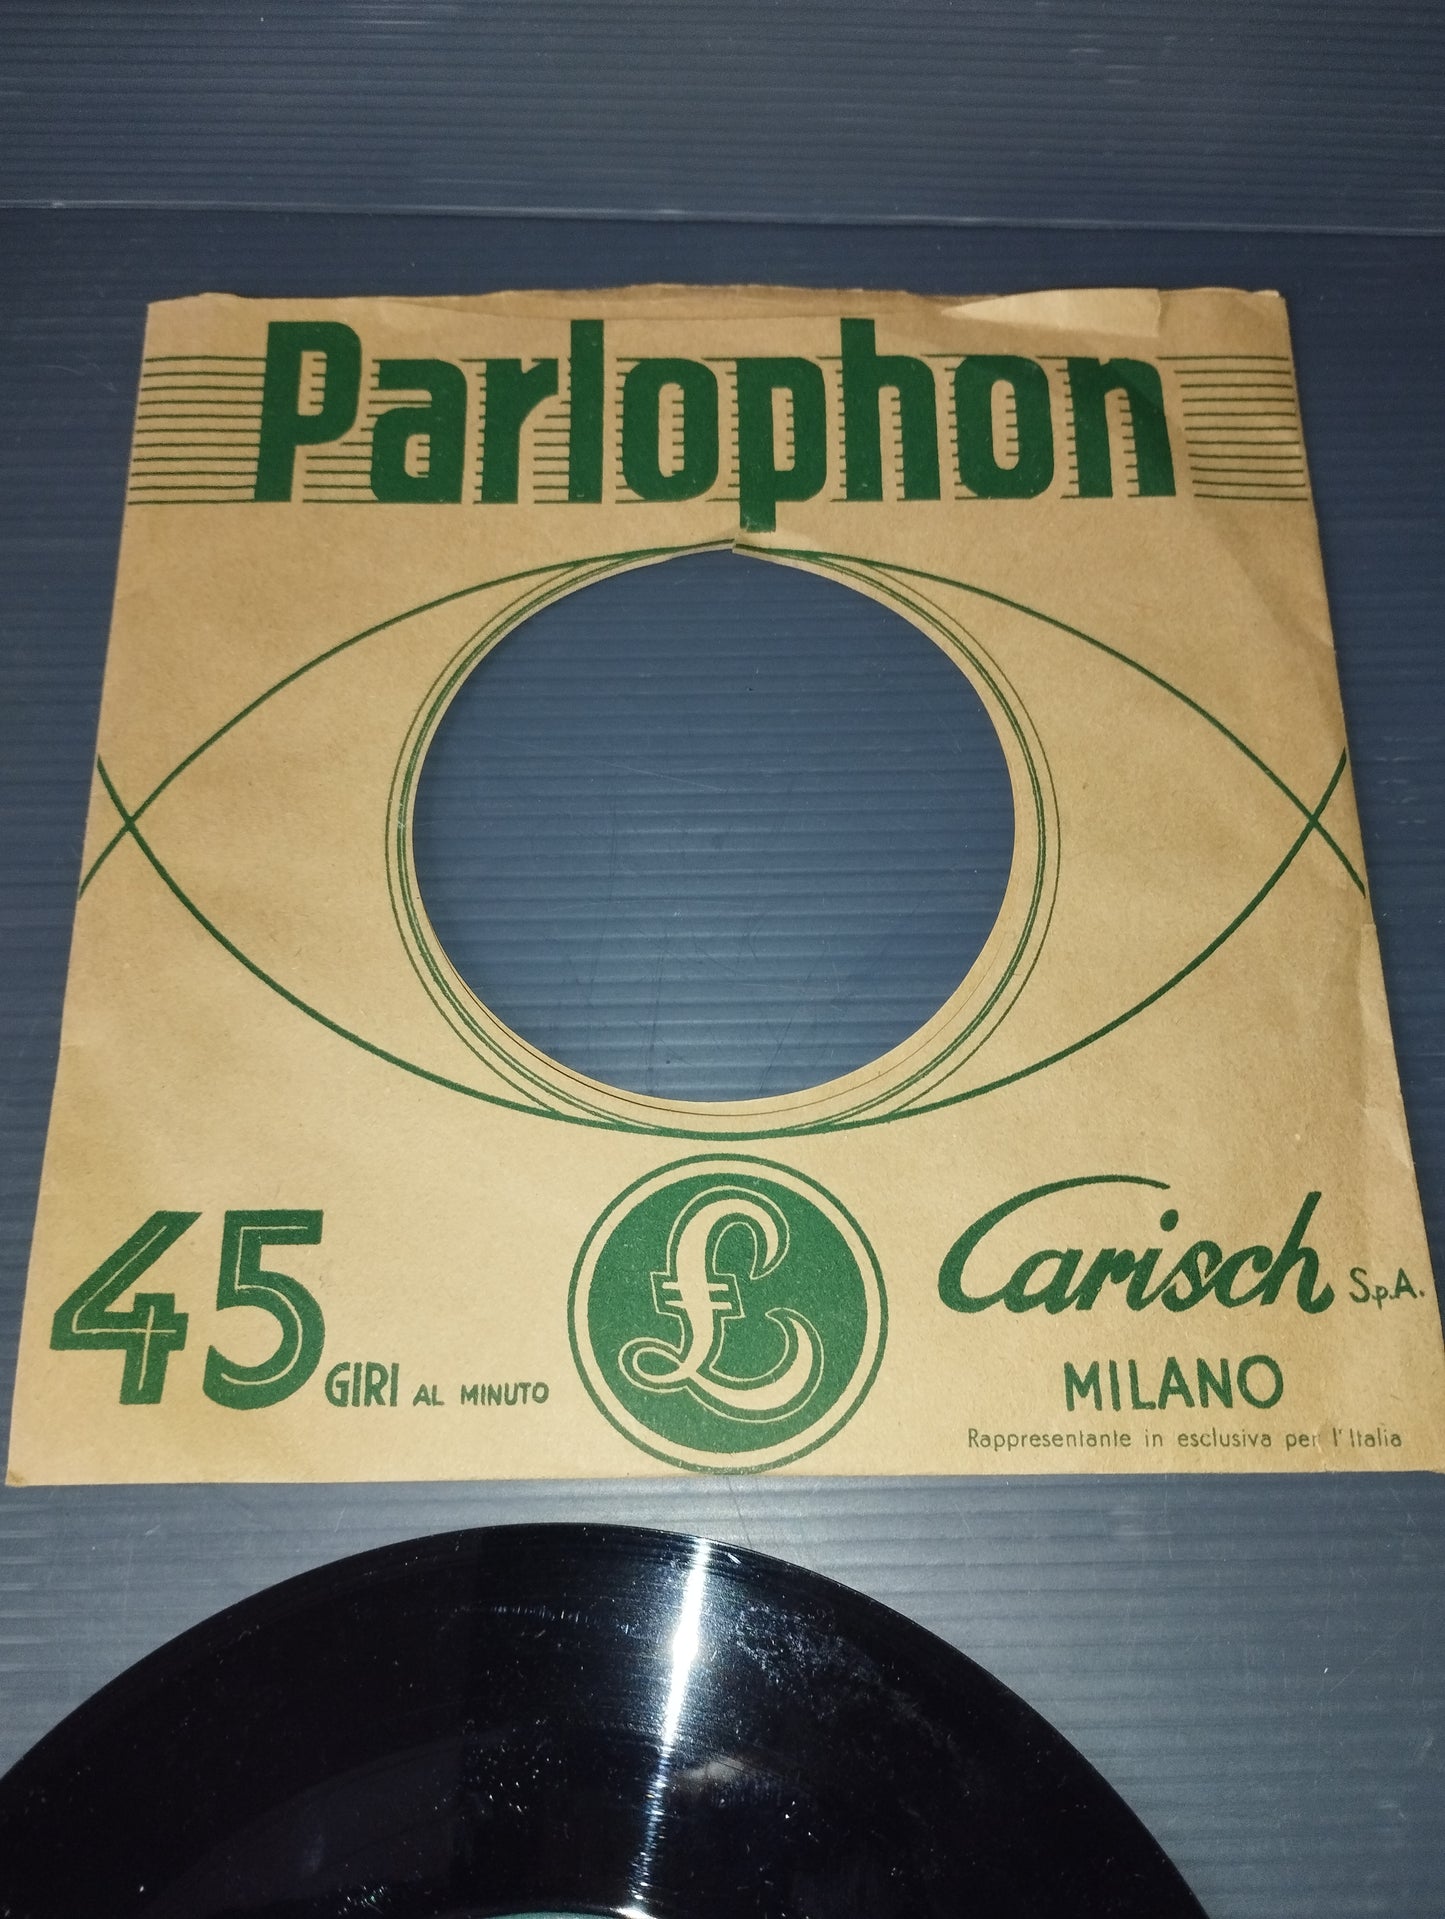 Parlophon
45 GIRI AL MINUTO
£
Carisch S.p.A.
MILANO
Rappresentante in esclusiva per l'Italia